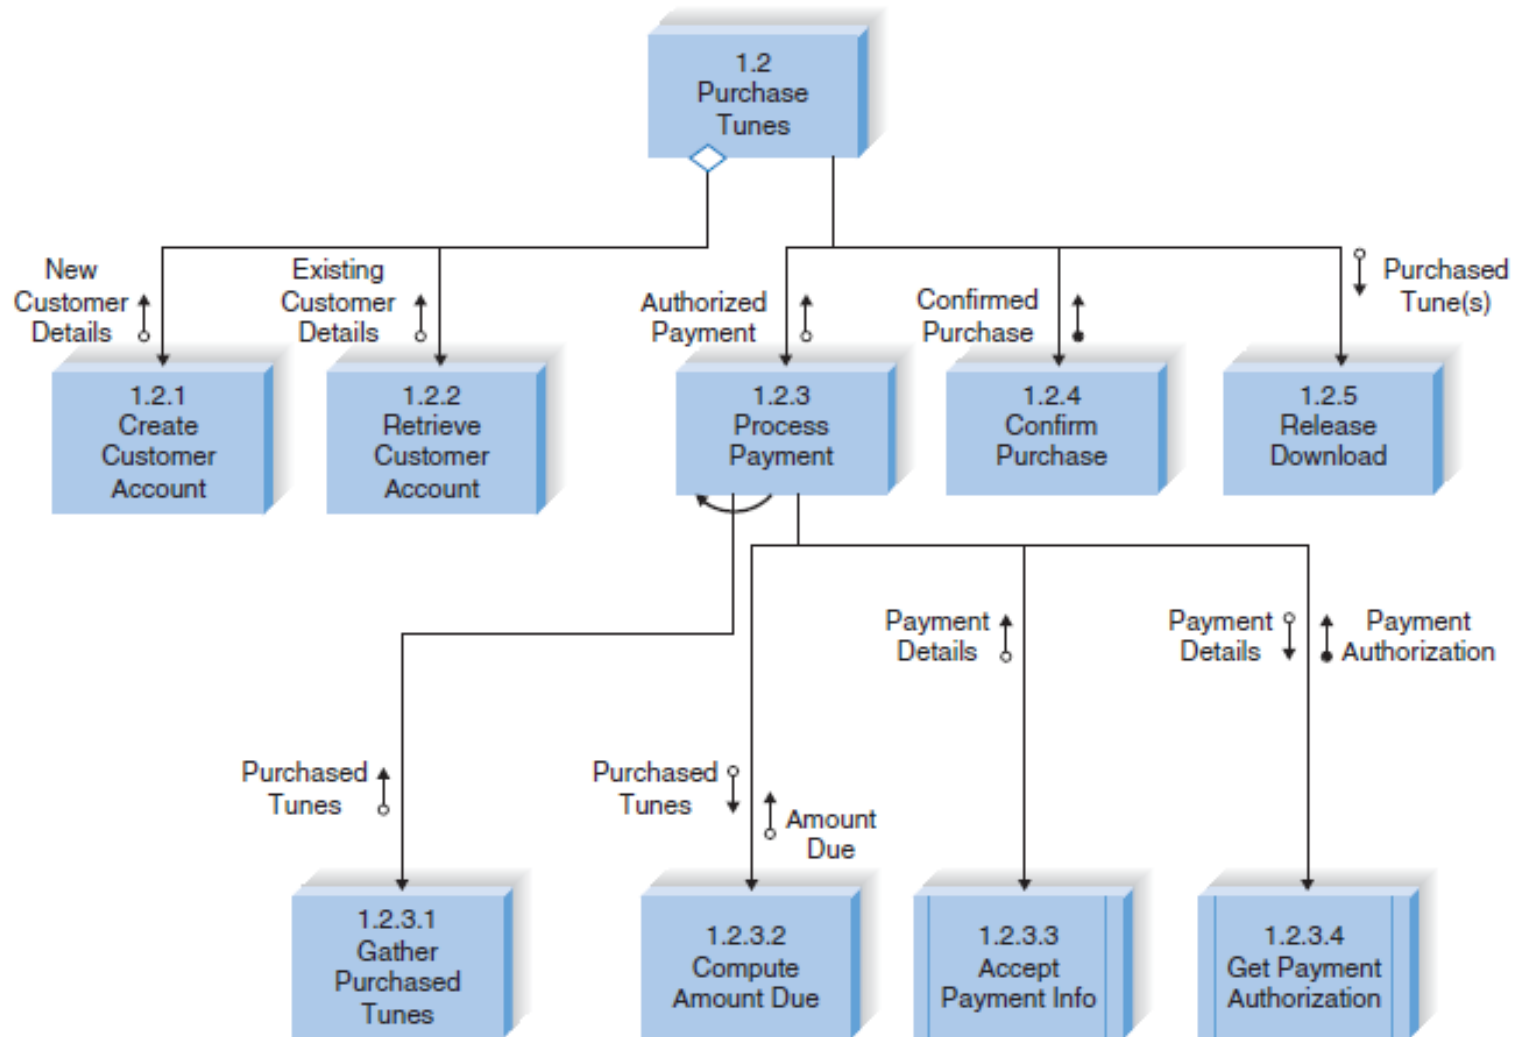 1.2
Purchase
Tunes
New
Customer
Details
Existing
Customer
Details
Authorized
Payment
Confirmed
Purchase
Purchased
Tune(s)
1.2.1
Create
Customer
Account
1.2.2
Retrieve
Customer
Account
1.2.3
Process
Payment
1.2.4
Confirm
Purchase
1.2.5
Release
Download
Payment
Details
Payment
Details
Payment
Authorization
Purchased
Tunes
Purchased
Tunes
Amount
Due
1.2.3.1
Gather
Purchased
Tunes
1.2.3.2
Compute
Amount Due
1.2.3.3
Accept
Payment Info
1.2.3.4
Get Payment
Authorization